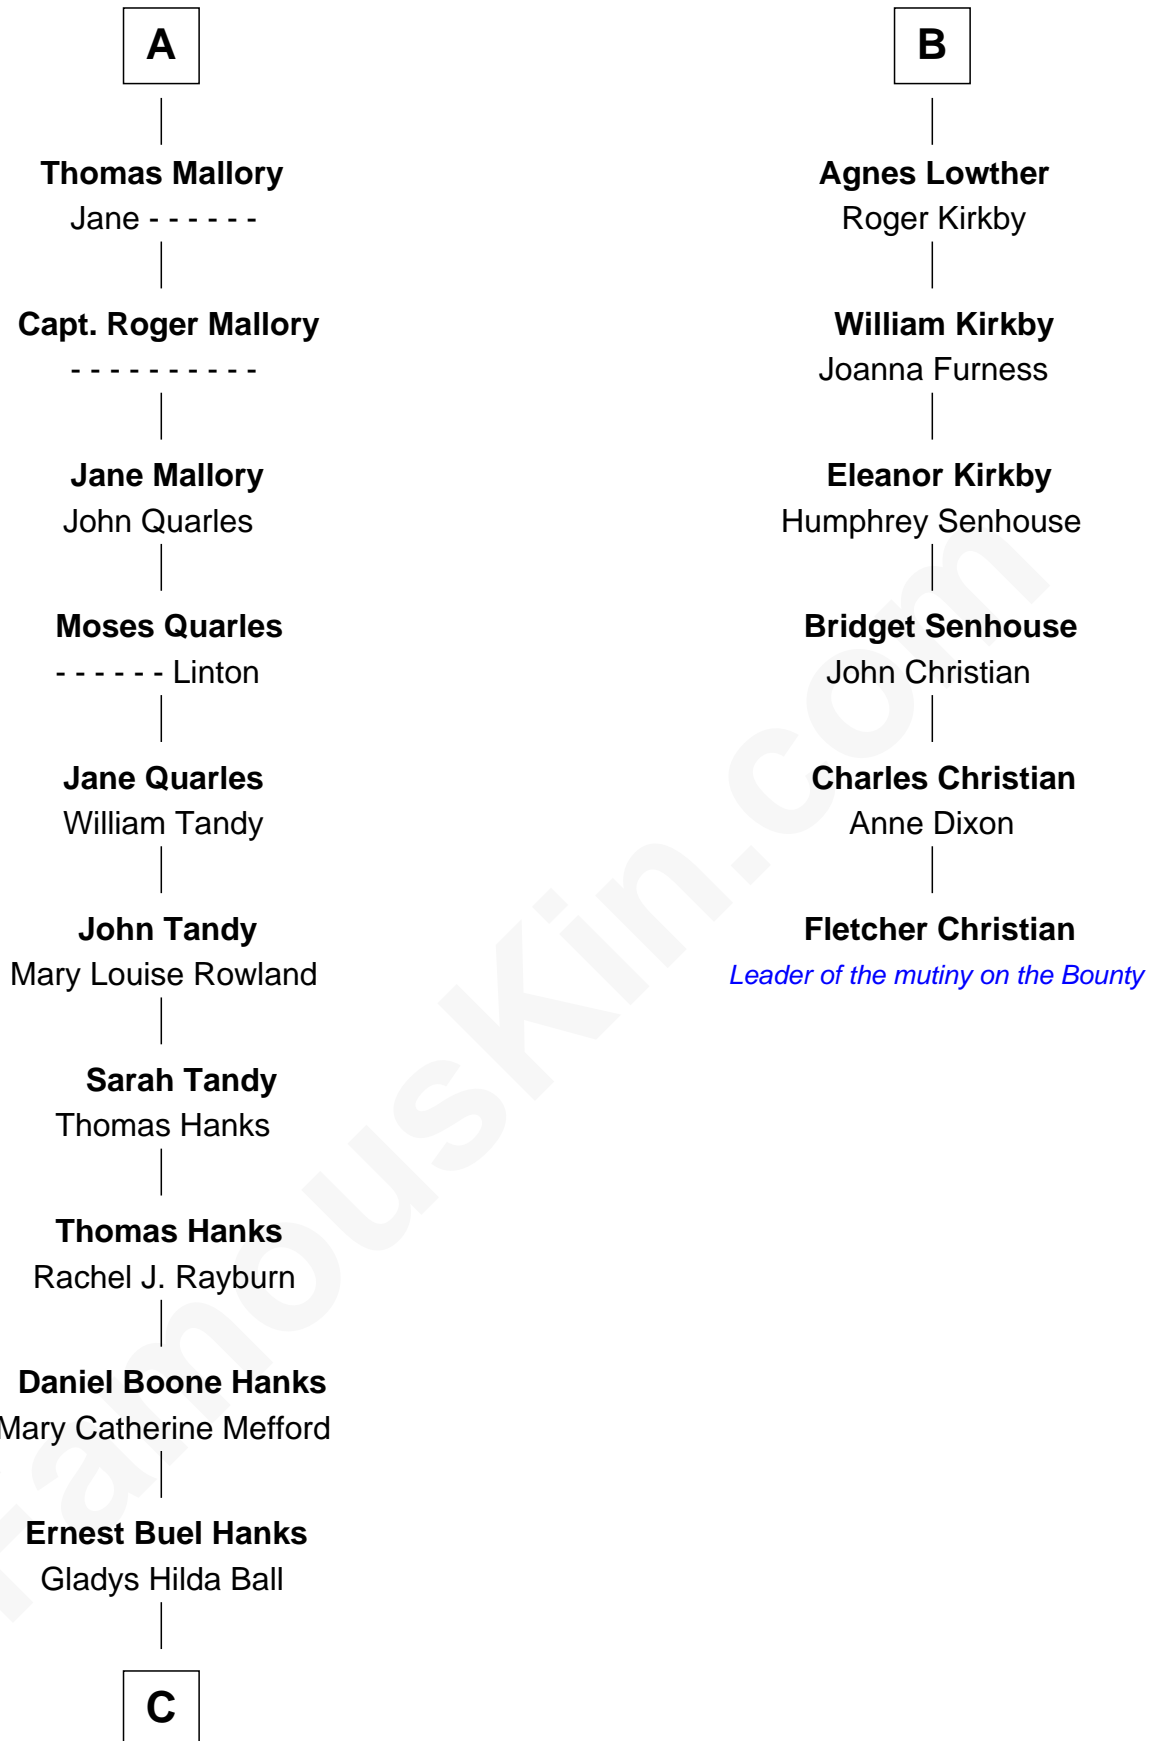 A
Thomas Mallory
Jane - - - - - -
Capt. Roger Mallory
- - - - - - - - - -
Jane Mallory
John Quarles
Moses Quarles
- - - - - - Linton
Jane Quarles
William Tandy
John Tandy
Mary Louise Rowland
Sarah Tandy
Thomas Hanks
Thomas Hanks
Rachel J. Rayburn
Daniel Boone Hanks
Mary Catherine Mefford
Ernest Buel Hanks
Gladys Hilda Ball
C
B
Agnes Lowther
Roger Kirkby
William Kirkby
Joanna Furness
Eleanor Kirkby
Humphrey Senhouse
Bridget Senhouse
John Christian
Charles Christian
Anne Dixon
Fletcher Christian
Leader of the mutiny on the Bounty
FamousKin.com